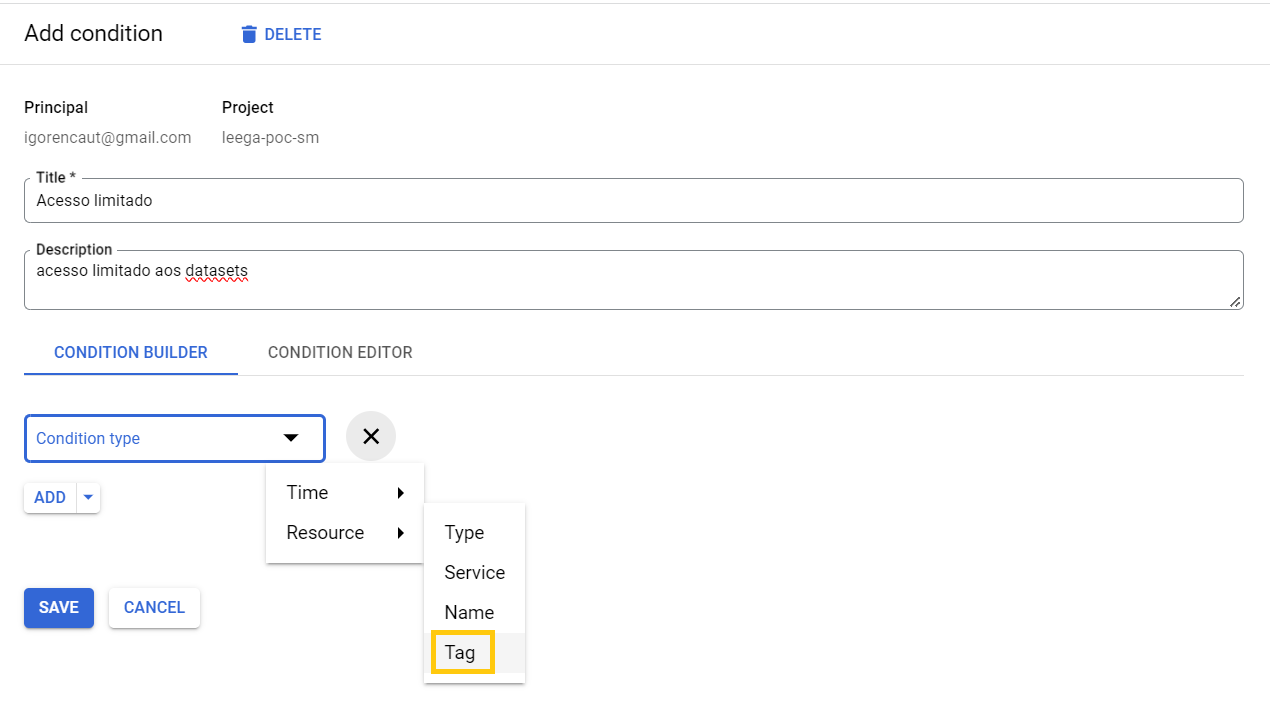 Add condition
DELETE
Principal
Project
igorencaut@gmail.com
leega-poc-sm
Title *
Acesso limitado
Description
acesso limitado aos datasets
CONDITION BUILDER
CONDITION EDITOR
Condition type
ADD
Time
Resource
Type
Service
Name
Tag
SAVE
CANCEL